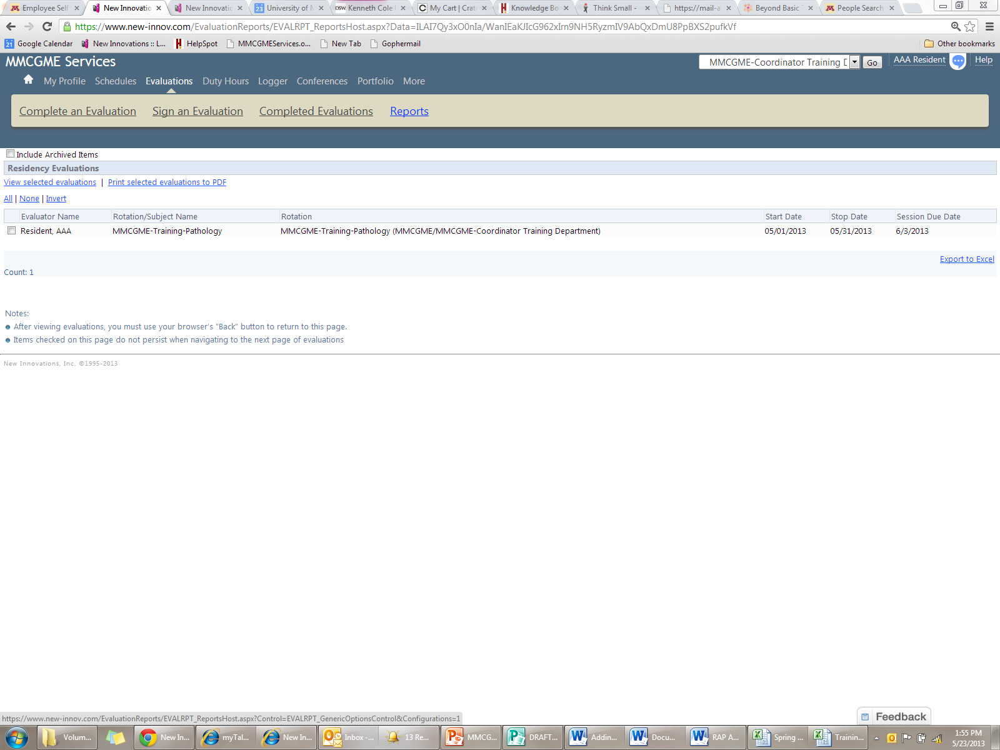 Employee Self
New Innovatio
New Innovatio
University of M
DSW Kenneth Cole
My Cart | Crate
Knowledge Bo
Think Small -
https://mail-a
Beyond Basic
People Search
https://www.new-innov.com/EvaluationReports/EVALRPT_ReportsHost.aspx?Data=ILAI7Qy3xO0nIa/WanIEaKJIcG962xIrn9NH5RyzmIV9AbQxDmU8PpBXS2pufkVf
21 Google Calendar New Innovations :: L... HelpSpot MMCGMEServices.o... New Tab Gophermail Other bookmarks
MMCGME Services
MMCGME-Coordinator Training D Go AAA Resident Help
My Profile Schedules Evaluations Duty Hours Logger Conferences Portfolio More
Complete an Evaluation Sign an Evaluation Completed Evaluations Reports
Include Archived Items
Residency Evaluations
View selected evaluations | Print selected evaluations to PDF
All | None | Invert
Evaluator Name Rotation/Subject Name Rotation Start Date Stop Date Session Due Date
Resident, AAA MMCGME-Training-Pathology MMCGME-Training-Pathology (MMCGME/MMCGME-Coordinator Training Department) 05/01/2013 05/31/2013 6/3/2013
Export to Excel
Count: 1
Notes:
After viewing evaluations, you must use your browser's "Back" button to return to this page.
Items checked on this page do not persist when navigating to the next page of evaluations
New Innovations, Inc. ©1995-2013
https://www.new-innov.com/EvaluationReports/EVALRPT_ReportsHost.aspx?Control=EVALRPT_GenericOptionsControl&Configurations=1
Feedback
Volum... New In... myTal... New In... Inbox -... 13 Re... MMCG... DRAFT... Addin... Docu... RAP A... Spring ... Trainin...
1:55 PM
5/23/2013